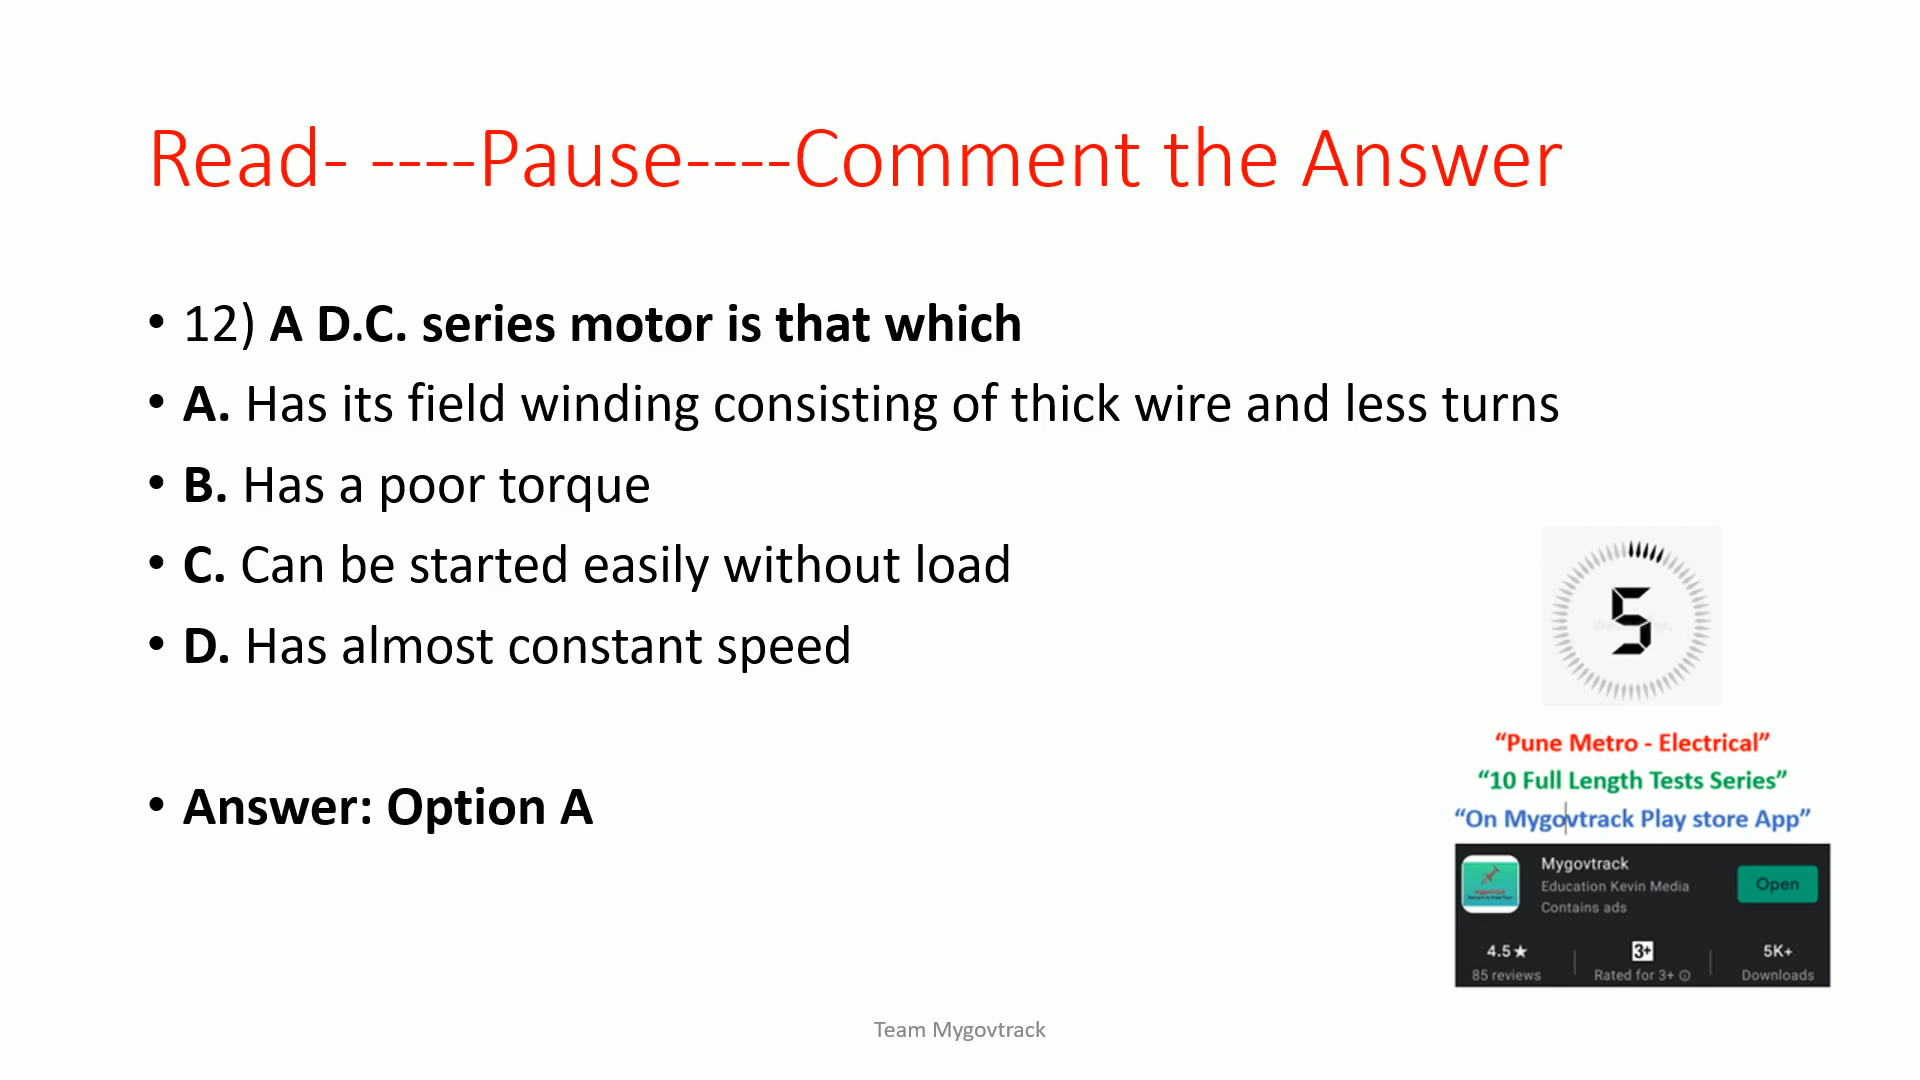 Read- ----Pause----Comment the Answer
• 12) A D.C. series motor is that which
• A. Has its field winding consisting of thick wire and less turns
• B. Has a poor torque
• C. Can be started easily without load
• D. Has almost constant speed
• Answer: Option A
5
“Pune Metro - Electrical”
“10 Full Length Tests Series”
“On Mygovtrack Play store App”
Mygovtrack
Education Kevin Media
Contains ads
Open
4.5★ 3+ 5K+
85 reviews Rated for 3+ Downloads
Team Mygovtrack